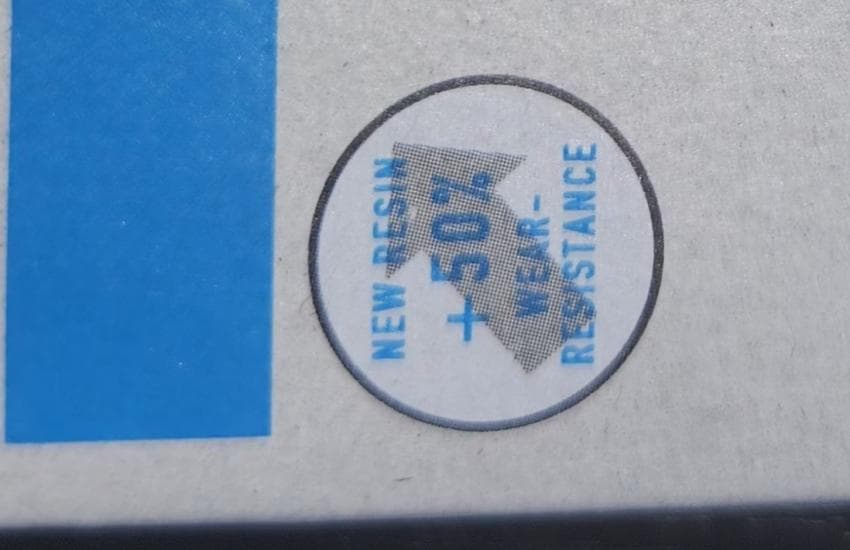 NEW RESIN
+50%
WEAR-
RESISTANCE